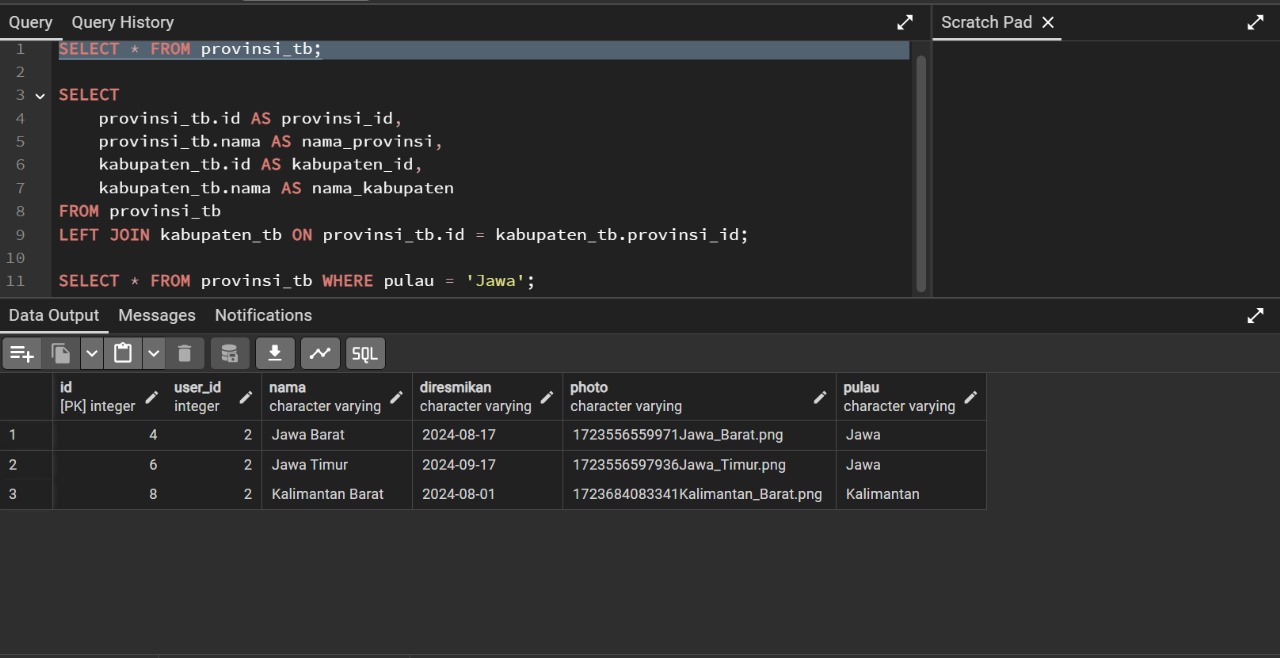 Query Query History
Scratch Pad
1 SELECT * FROM provinsi_tb;
2
3 SELECT
4 provinsi_tb.id AS provinsi_id,
5 provinsi_tb.nama AS nama_provinsi,
6 kabupaten_tb.id AS kabupaten_id,
7 kabupaten_tb.nama AS nama_kabupaten
8 FROM provinsi_tb
9 LEFT JOIN kabupaten_tb ON provinsi_tb.id = kabupaten_tb.provinsi_id;
10
11 SELECT * FROM provinsi_tb WHERE pulau = 'Jawa';
Data Output Messages Notifications
SQL
id user_id nama diresmikan photo pulau
[PK] integer integer character varying character varying character varying character varying
1 4 2 Jawa Barat 2024-08-17 1723556559971Jawa_Barat.png Jawa
2 6 2 Jawa Timur 2024-09-17 1723556597936Jawa_Timur.png Jawa
3 8 2 Kalimantan Barat 2024-08-01 1723684083341Kalimantan_Barat.png Kalimantan